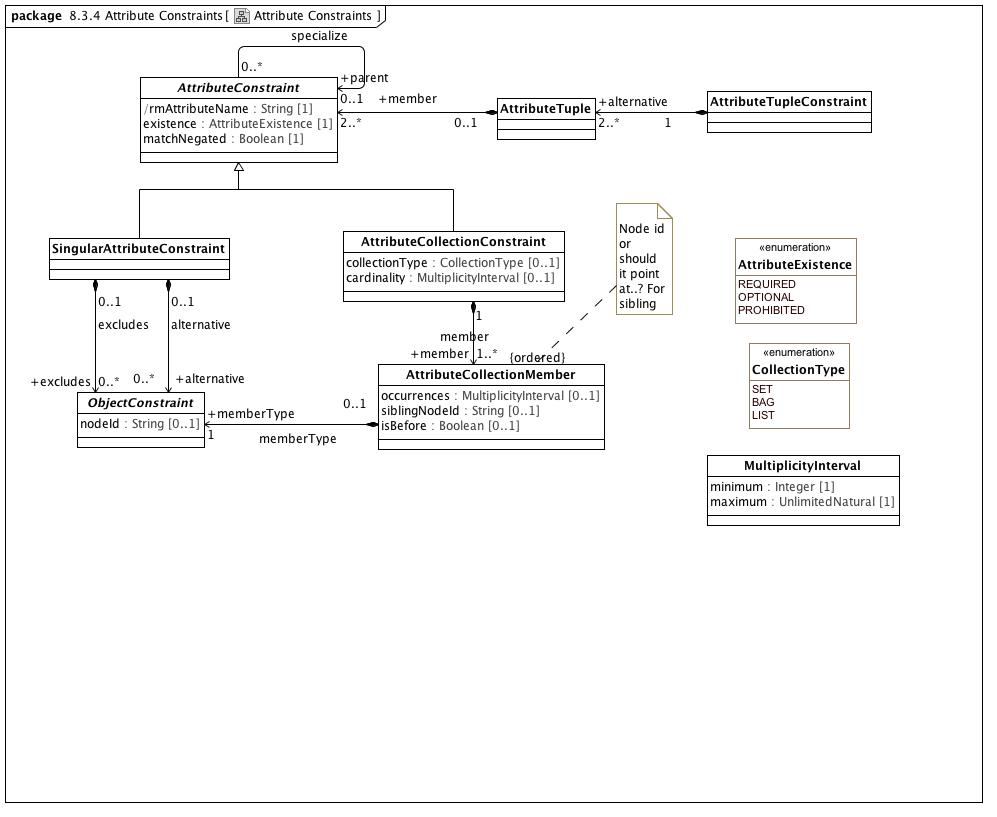 package 8.3.4 Attribute Constraints [ Attribute Constraints ]
specialize
0..*
+parent
0..1
AttributeConstraint
/rmAttributeName : String [1]
existence : AttributeExistence [1]
matchNegated : Boolean [1]
+member
2..*
0..1
AttributeTuple
+alternative
2..*
1
AttributeTupleConstraint
SingularAttributeConstraint
0..1
excludes
+excludes
0..*
0..1
alternative
0..*
+alternative
AttributeCollectionConstraint
collectionType : CollectionType [0..1]
cardinality : MultiplicityInterval [0..1]
1
member
+member
1..*
{ordered}
Node id
or
should
it point
at..? For
sibling
«enumeration»
AttributeExistence
REQUIRED
OPTIONAL
PROHIBITED
«enumeration»
CollectionType
SET
BAG
LIST
ObjectConstraint
nodeId : String [0..1]
+memberType
1
memberType
0..1
AttributeCollectionMember
occurrences : MultiplicityInterval [0..1]
siblingNodeId : String [0..1]
isBefore : Boolean [0..1]
MultiplicityInterval
minimum : Integer [1]
maximum : UnlimitedNatural [1]